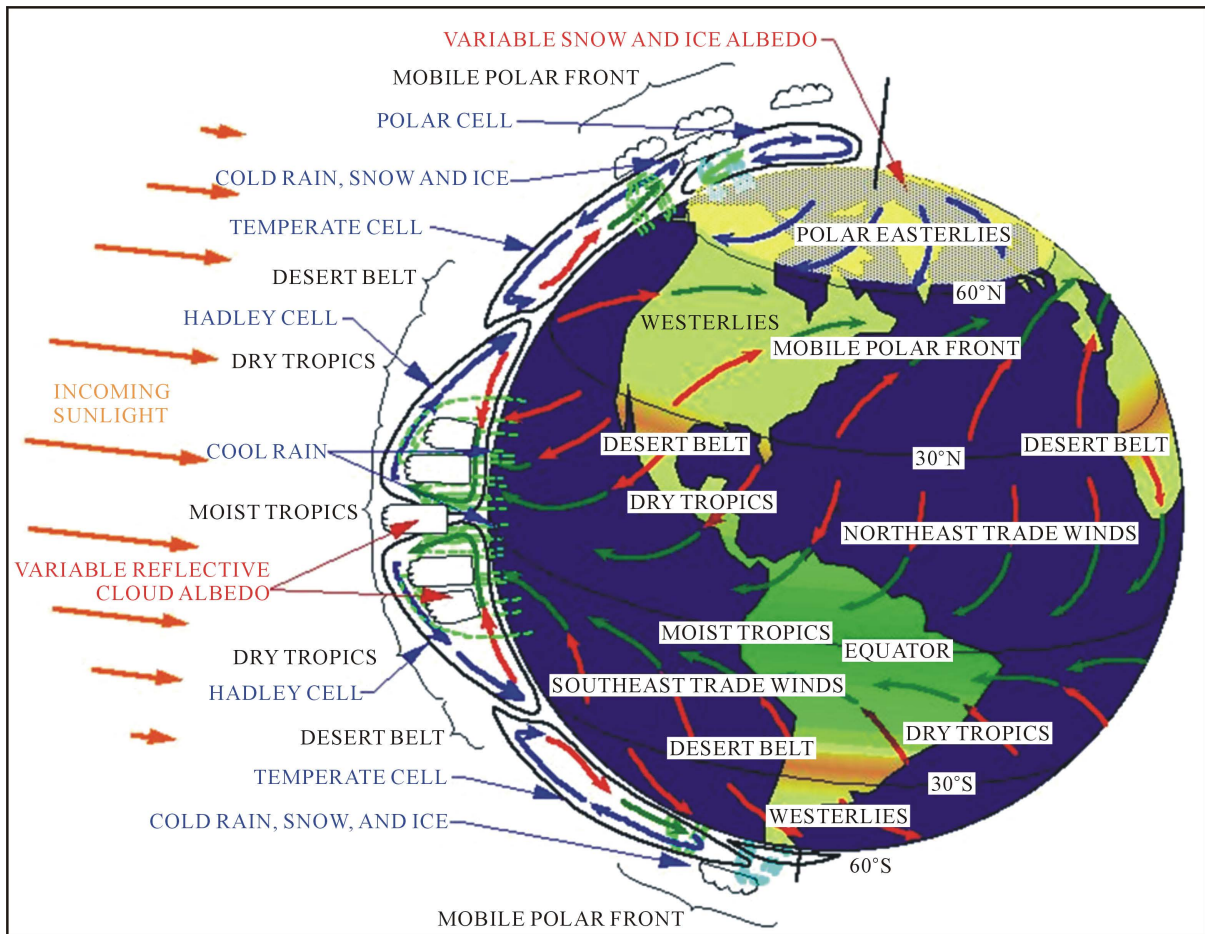 VARIABLE SNOW AND ICE ALBEDO
MOBILE POLAR FRONT
POLAR CELL
COLD RAIN, SNOW AND ICE
TEMPERATE CELL
POLAR EASTERLIES
DESERT BELT
60°N
HADLEY CELL
WESTERLIES
DRY TROPICS
MOBILE POLAR FRONT
INCOMING
SUNLIGHT
COOL RAIN
DESERT BELT
30°N
DESERT BELT
MOIST TROPICS
DRY TROPICS
NORTHEAST TRADE WINDS
VARIABLE REFLECTIVE
CLOUD ALBEDO
MOIST TROPICS
EQUATOR
DRY TROPICS
HADLEY CELL
SOUTHEAST TRADE WINDS
DRY TROPICS
DESERT BELT
DESERT BELT
TEMPERATE CELL
30°S
COLD RAIN, SNOW, AND ICE
WESTERLIES
60°S
MOBILE POLAR FRONT